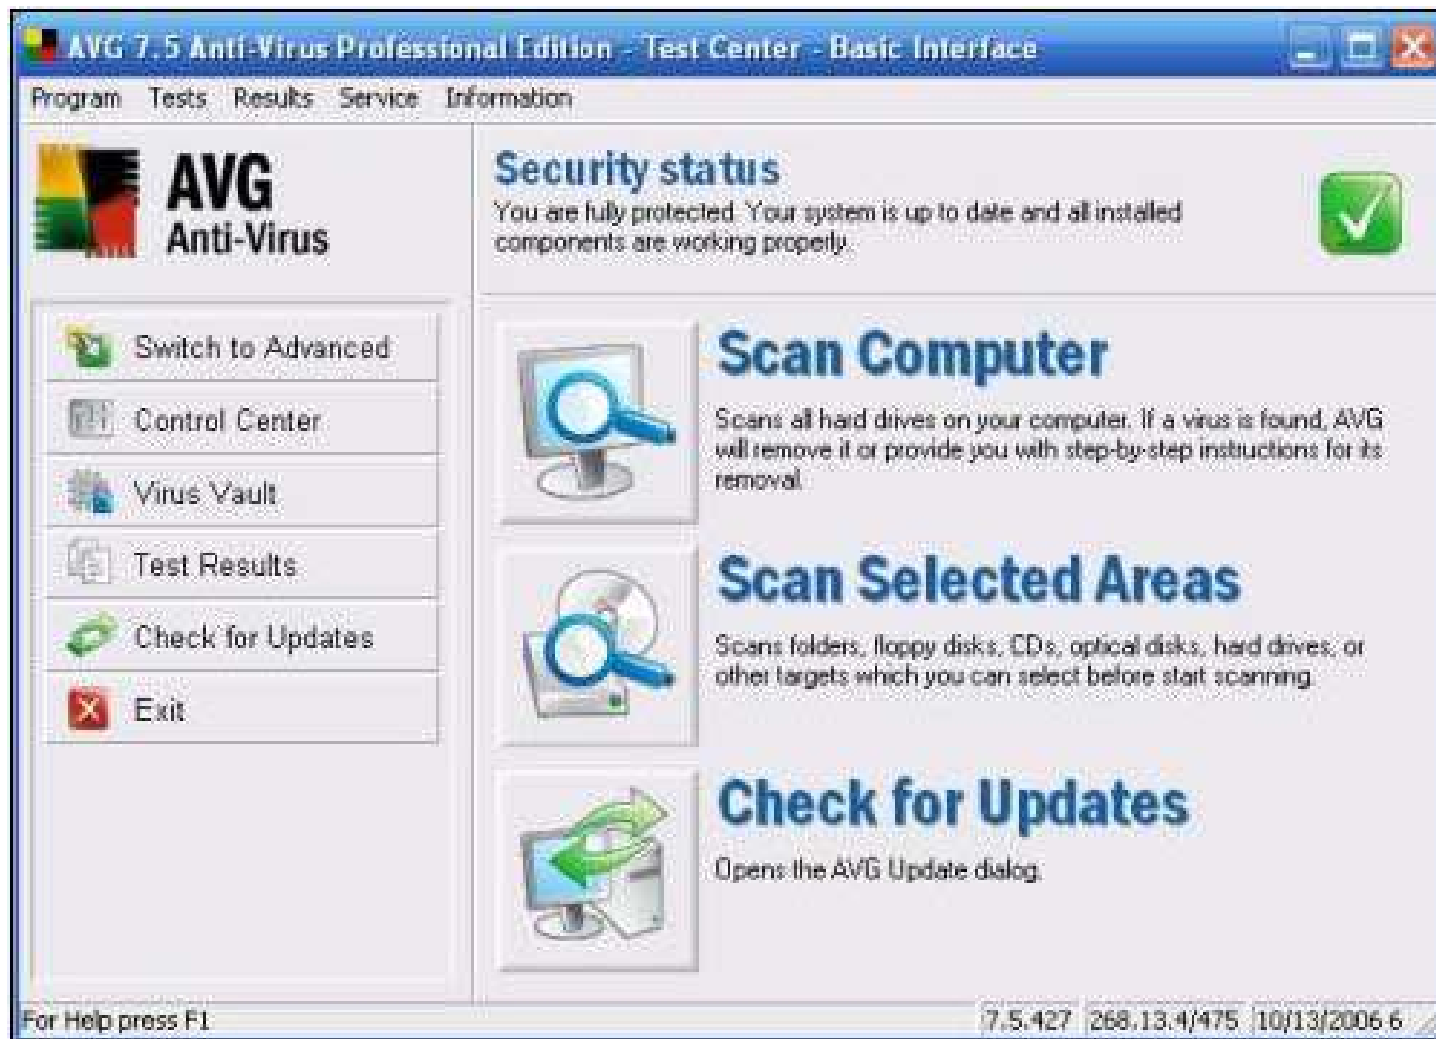 AVG 7.5 Anti-Virus Professional Edition - Test Center - Basic Interface
Program Tests Results Service Information
AVG
Anti-Virus
Switch to Advanced
Control Center
Virus Vault
Test Results
Check for Updates
Exit
Security status
You are fully protected. Your system is up to date and all installed
components are working properly.
Scan Computer
Scans all hard drives on your computer. If a virus is found, AVG
will remove it or provide you with step-by-step instructions for its
removal.
Scan Selected Areas
Scans folders, floppy disks, CDs, optical disks, hard drives, or
other targets which you can select before start scanning.
Check for Updates
Opens the AVG Update dialog.
For Help press F1
7.5.427 268.13.4/475 10/13/2006 6